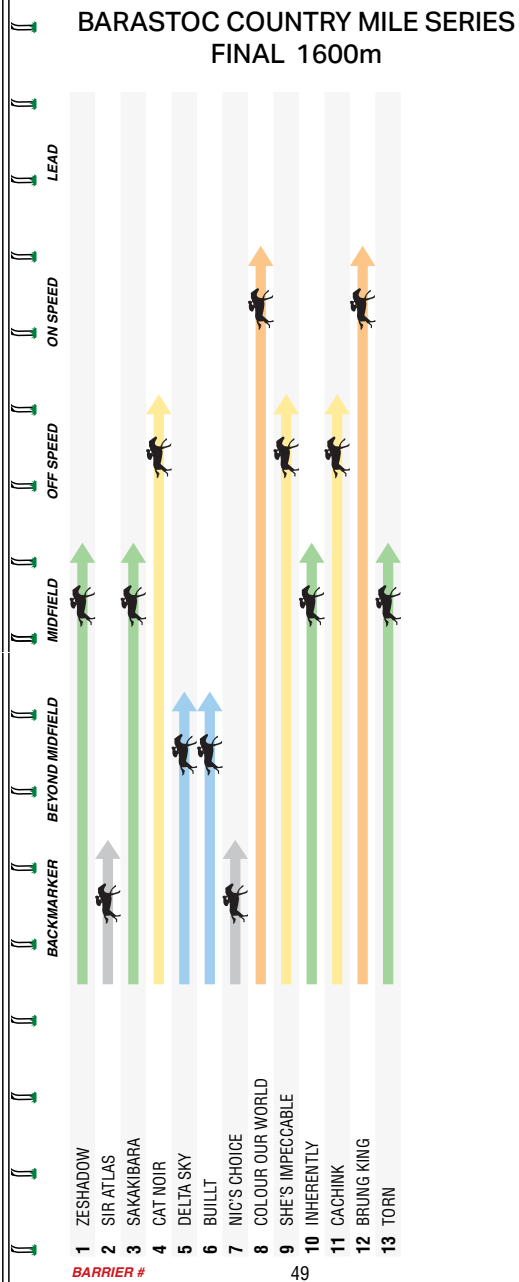 BARASTOC COUNTRY MILE SERIES
FINAL 1600m
LEAD
ON SPEED
OFF SPEED
MIDFIELD
BEYOND MIDFIELD
BACKMARKER
1 ZESHADOW
2 SIR ATLAS
3 SAKAKIBARA
4 CAT NOIR
5 DELTA SKY
6 BUILLT
7 NIC'S CHOICE
8 COLOUR OUR WORLD
9 SHE'S IMPECCABLE
10 INHERENTLY
11 CACHINK
12 BRUNG KING
13 TORN
BARRIER #
49